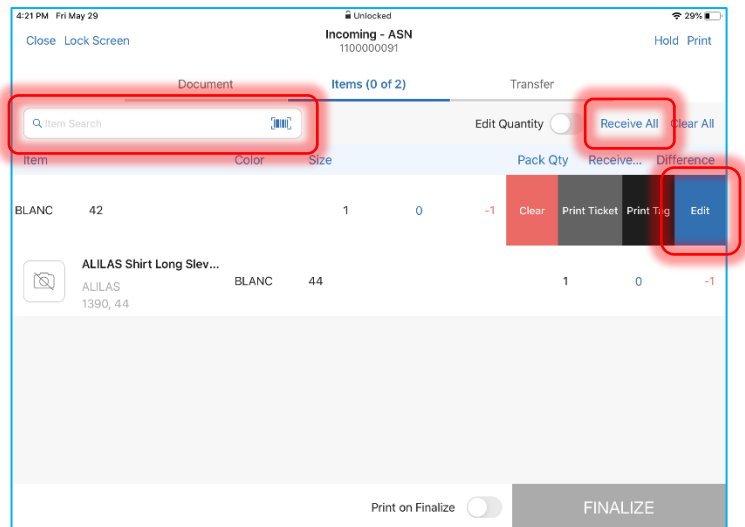 4:21 PM Fri May 29 Unlocked 29%
Close Lock Screen Incoming - ASN Hold Print
1100000091
Document Items (0 of 2) Transfer
Item Search Edit Quantity Receive All Clear All
Item Color Size Pack Qty Receive... Difference
BLANC 42 1 0 -1 Clear Print Ticket Print Tag Edit
ALILAS Shirt Long Slev...
ALILAS BLANC 44 1 0 -1
1390, 44
Print on Finalize FINALIZE